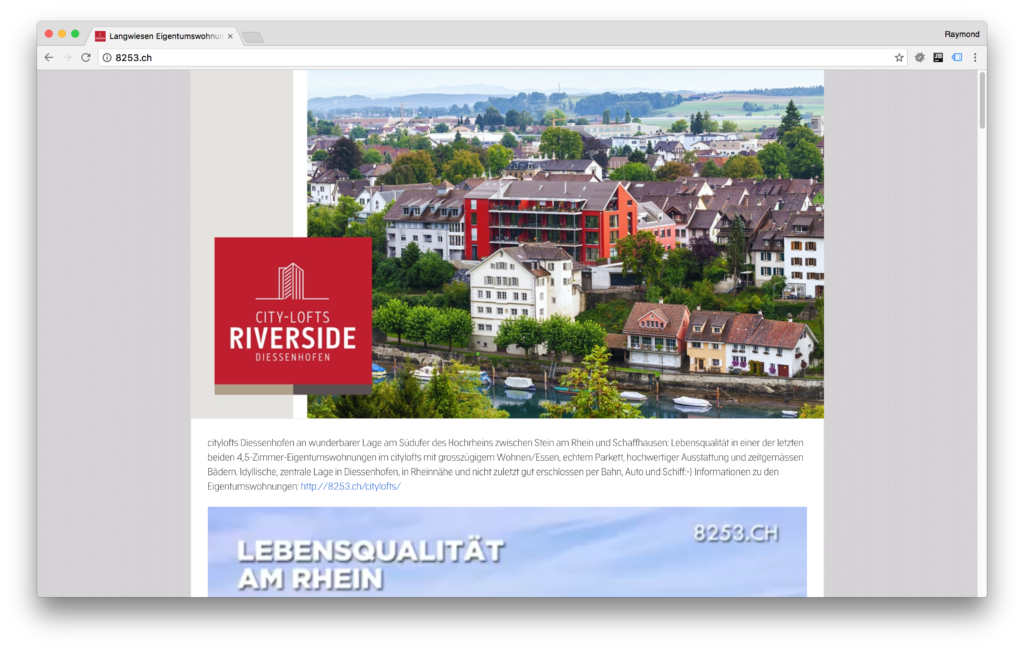 Langwiesen Eigentumswohnun
Raymond
8253.ch
CITY-LOFTS
RIVERSIDE
DIESSENHOFEN
citylofts Diessenhofen an wunderbarer Lage am Südufer des Hochrheins zwischen Stein am Rhein und Schaffhausen: Lebensqualität in einer der letzten
beiden 4,5-Zimmer-Eigentumswohnungen im citylofts mit grosszügigem Wohnen/Essen, echtem Parkett, hochwertiger Ausstattung und zeitgemässen
Bädern. Idyllische, zentrale Lage in Diessenhofen, in Rheinnähe und nicht zuletzt gut erschlossen per Bahn, Auto und Schiff:-) Informationen zu den
Eigentumswohnungen: http://8253.ch/citylofts/
8253.CH
LEBENSQUALITÄT
AM RHEIN